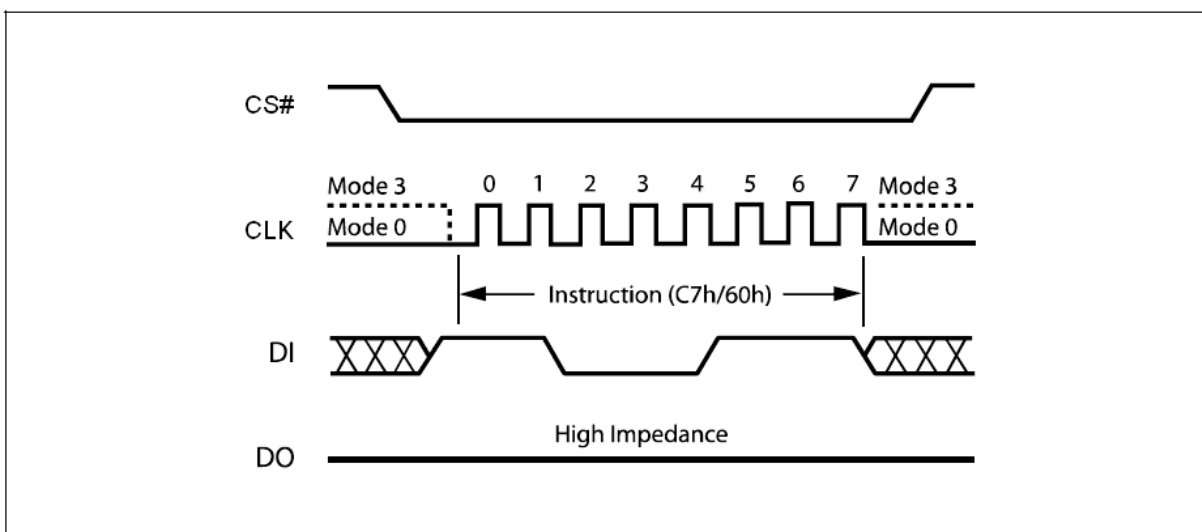 CS#
Mode 3 0 1 2 3 4 5 6 7 Mode 3
CLK Mode 0 Mode 0
Instruction (C7h/60h)
DI
High Impedance
DO